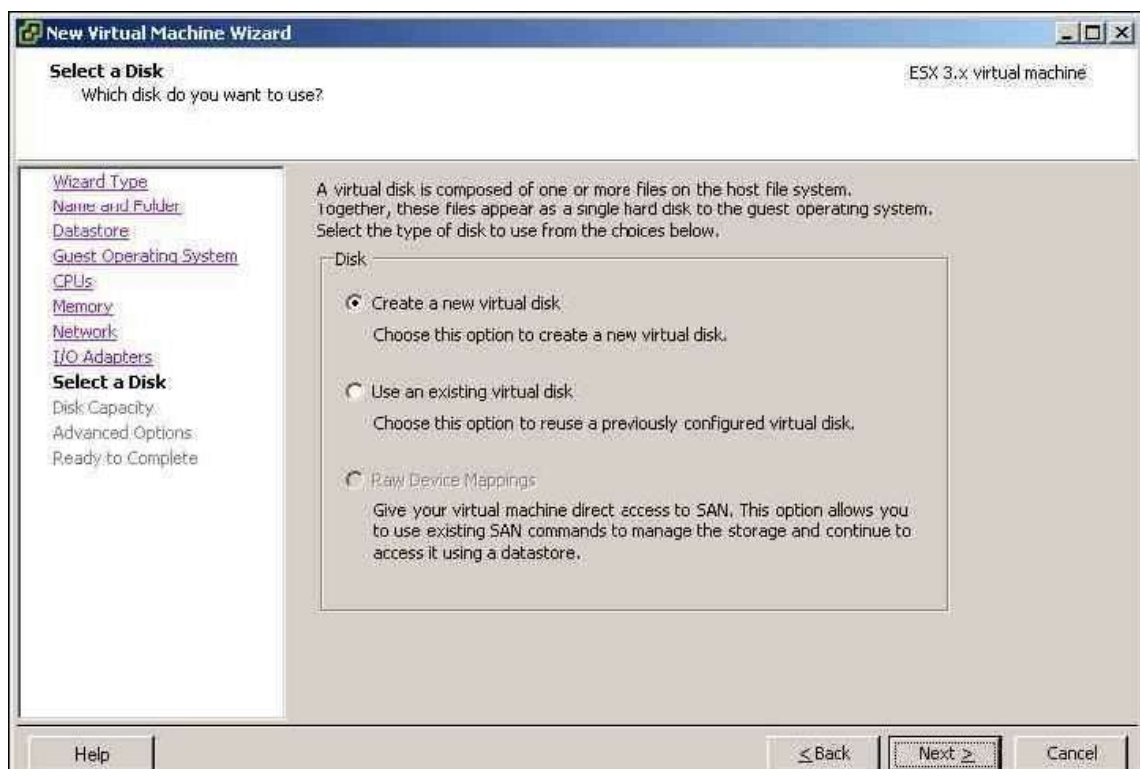 New Virtual Machine Wizard
Select a Disk
Which disk do you want to use?
ESX 3.x virtual machine
Wizard Type
Name and Folder
Datastore
Guest Operating System
CPUs
Memory
Network
I/O Adapters
Select a Disk
Disk Capacity
Advanced Options
Ready to Complete
A virtual disk is composed of one or more files on the host file system.
Together, these files appear as a single hard disk to the guest operating system.
Select the type of disk to use from the choices below.
Disk
Create a new virtual disk
Choose this option to create a new virtual disk.
Use an existing virtual disk
Choose this option to reuse a previously configured virtual disk.
Raw Device Mappings
Give your virtual machine direct access to SAN. This option allows you
to use existing SAN commands to manage the storage and continue to
access it using a datastore.
Help
< Back
Next >
Cancel